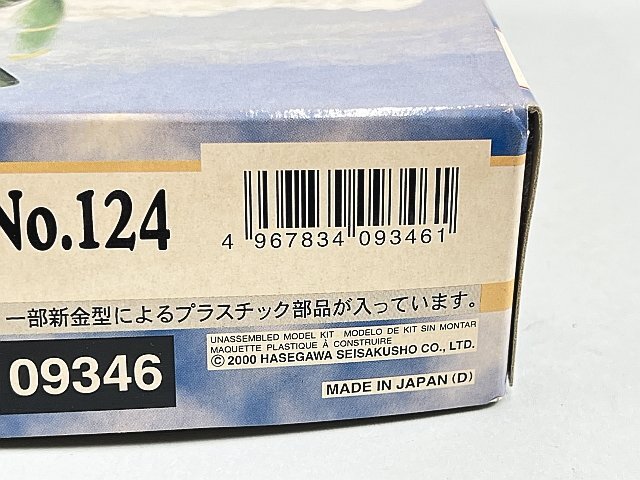 No.124
4 967834 093461
一部新金型によるプラスチック部品が入っています。
09346
UNASSEMBLED MODEL KIT MODELO DE KIT SIN MONTAR
MAQUETTE PLASTIQUE À CONSTRUIRE
© 2000 HASEGAWA SEISAKUSHO CO., LTD.
MADE IN JAPAN (D)